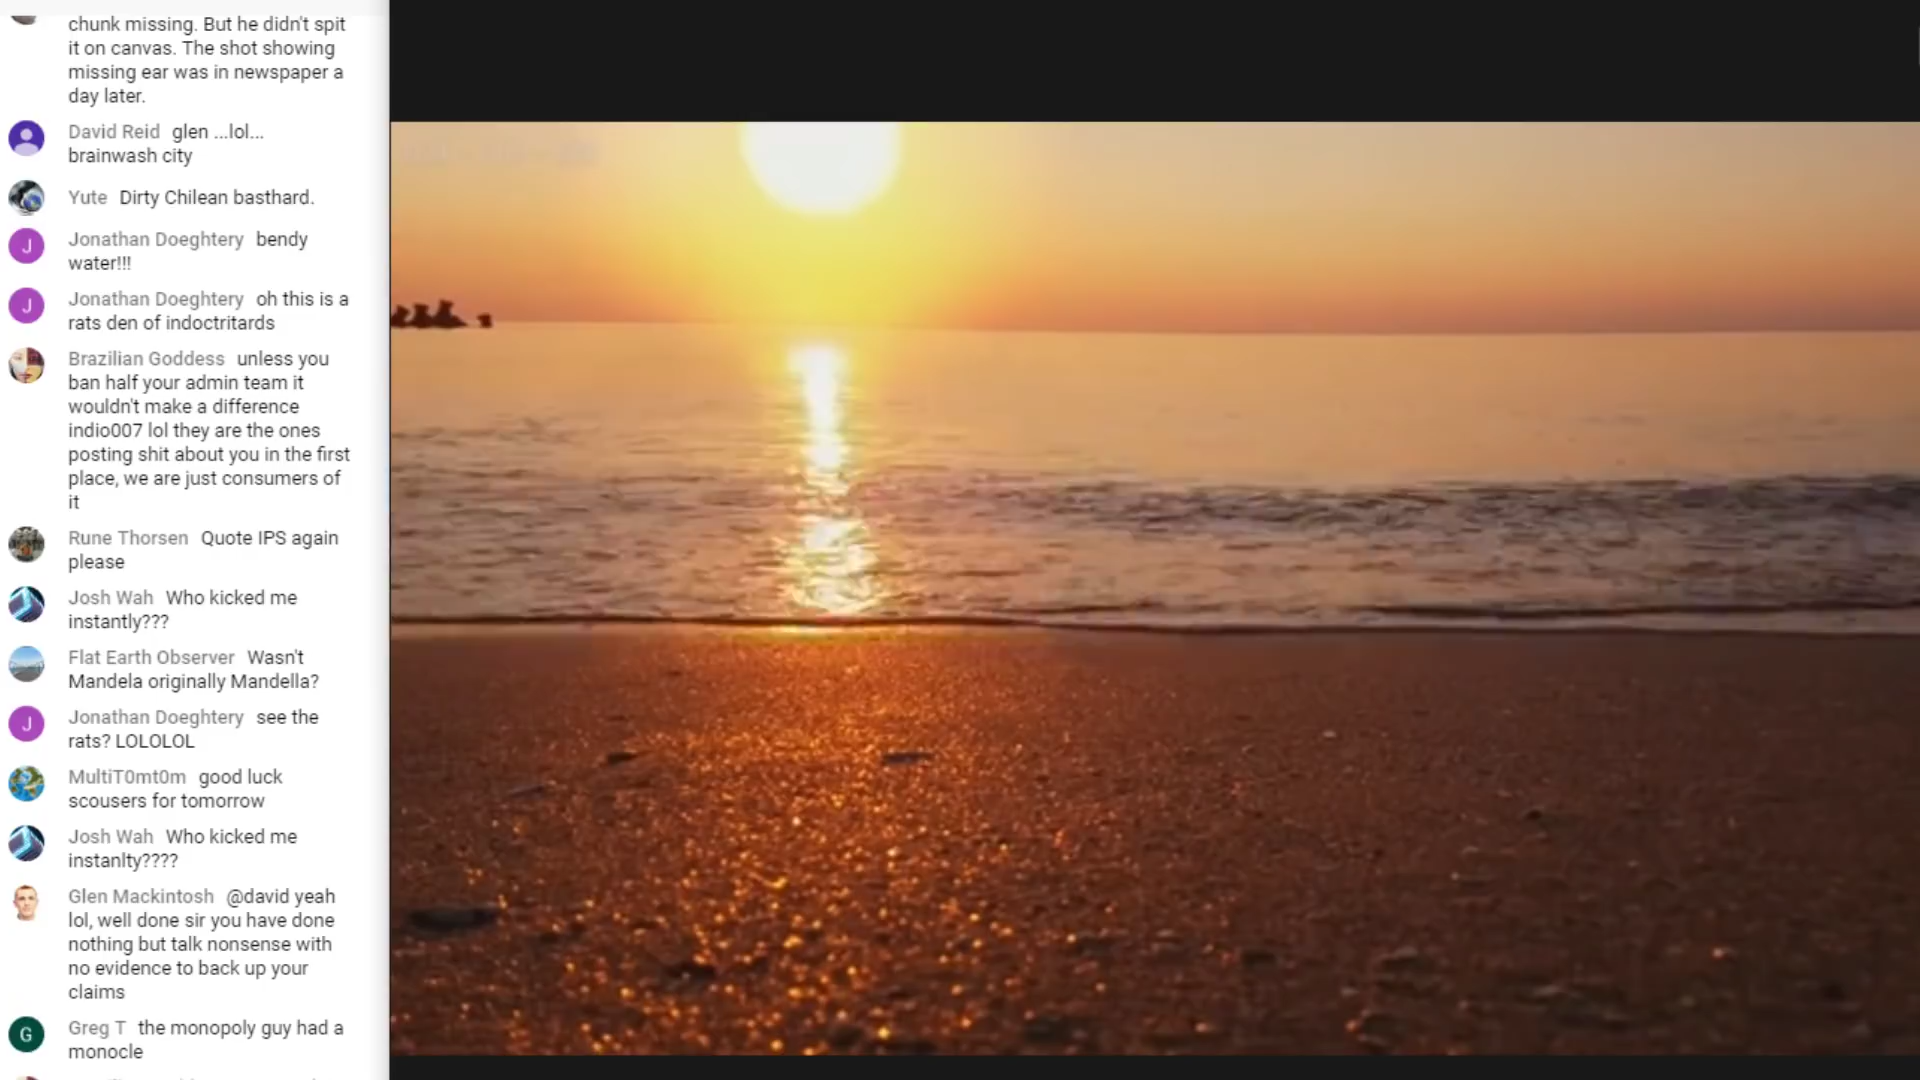 chunk missing. But he didn't spit
it on canvas. The shot showing
missing ear was in newspaper a
day later.
David Reid glen ...lol...
brainwash city
Yute Dirty Chilean basthard.
J
Jonathan Doeghtery bendy
water!!!
J
Jonathan Doeghtery oh this is a
rats den of indoctritards
Brazilian Goddess unless you
ban half your admin team it
wouldn't make a difference
indio007 lol they are the ones
posting shit about you in the first
place, we are just consumers of
it
Rune Thorsen Quote IPS again
please
Josh Wah Who kicked me
instantly???
Flat Earth Observer Wasn't
Mandela originally Mandella?
J
Jonathan Doeghtery see the
rats? LOLOLOL
MultiT0mt0m good luck
scousers for tomorrow
Josh Wah Who kicked me
instanlty????
Glen Mackintosh @david yeah
lol, well done sir you have done
nothing but talk nonsense with
no evidence to back up your
claims
G
Greg T the monopoly guy had a
monocle